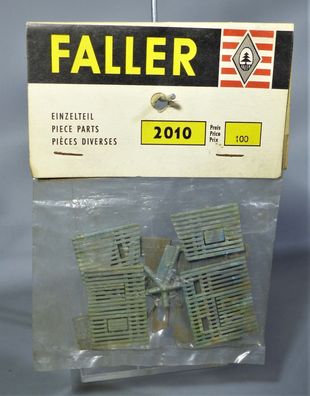 FALLER
EINZELTEIL
PIECE PARTS
PIÈCES DIVERSES
2010
Preis
Price
Prix
100